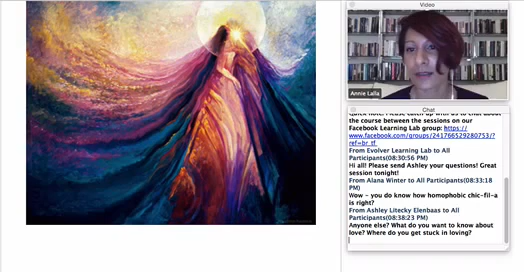 Video
Annie Lalla
Chat
Quick note: Please catch up with us to chat about
the course between the sessions on our
Facebook Learning Lab group: https://
www.facebook.com/groups/241766529280753/?
ref=br_tf
From Evolver Learning Lab to All
Participants(08:30:56 PM)
Hi all! Please send Ashley your questions! Great
session tonight!
From Alana Winter to All Participants(08:33:18
PM)
Wow - you do know how homophobic chic-fil-a
is right?
From Ashley Litecky Elenbaas to All
Participants(08:38:23 PM)
Anyone else? What do you want to know about
love? Where do you get stuck in loving?